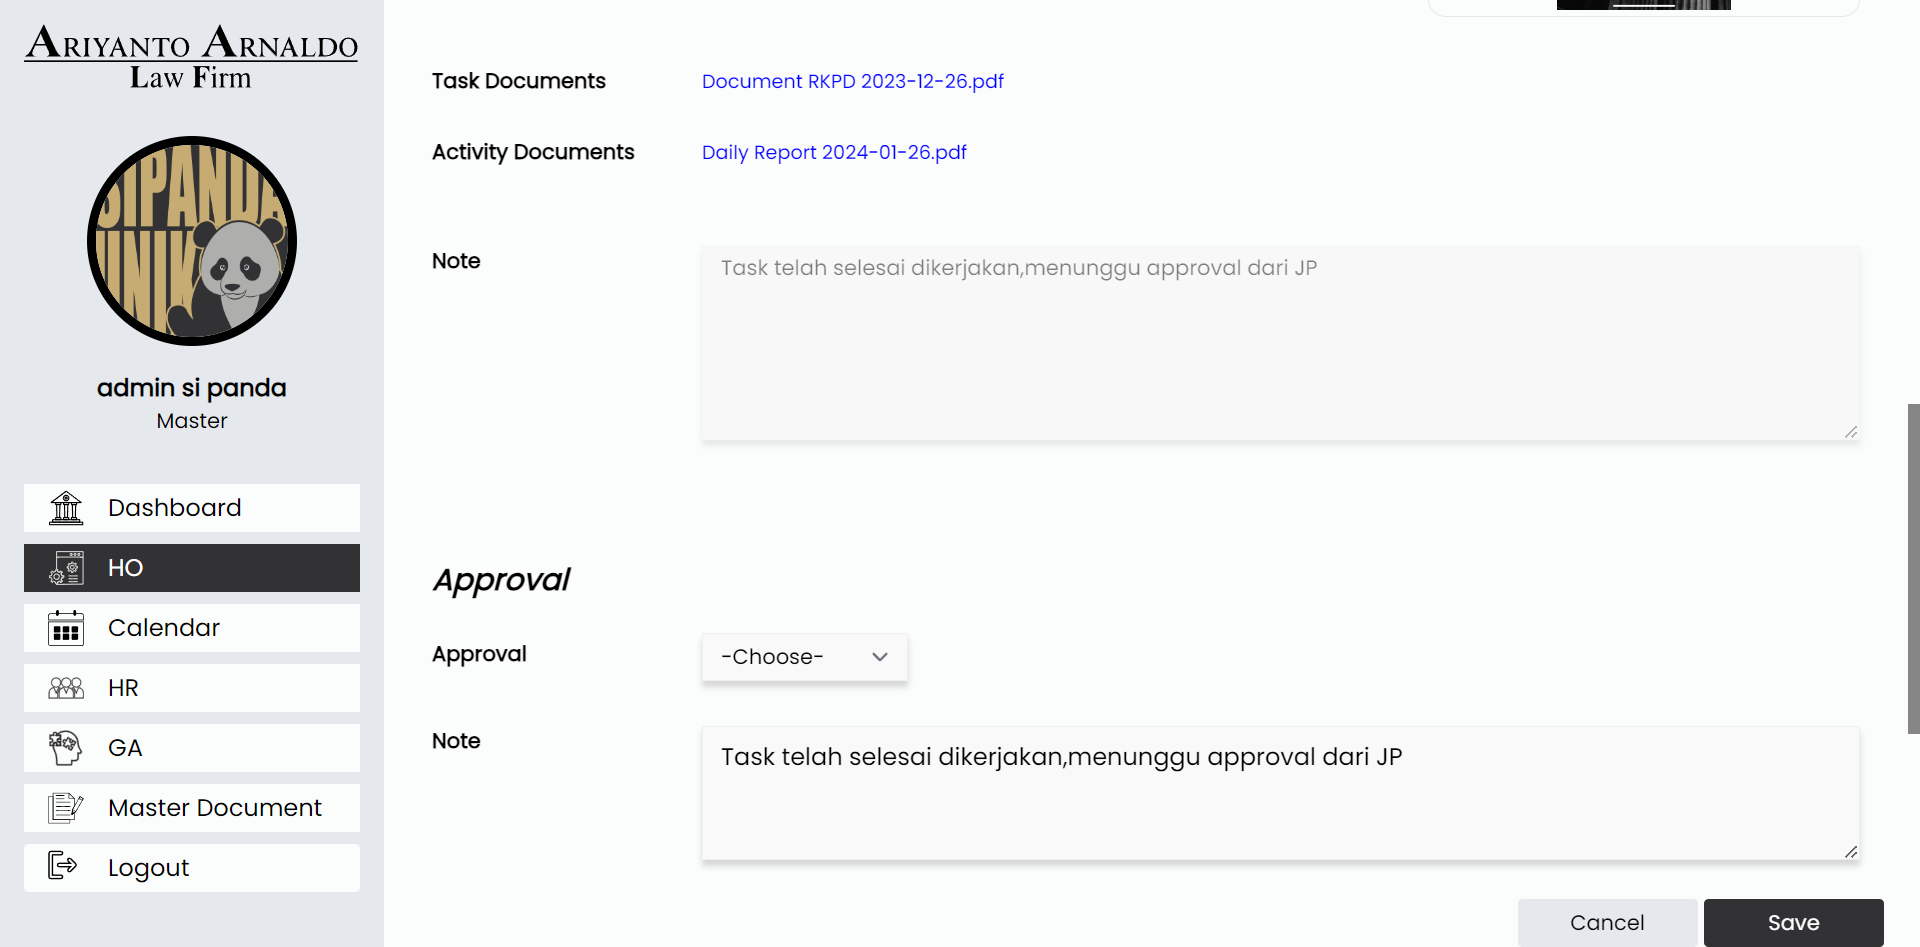 ARIYANTO ARNALDO
Law Firm
SIPANDA
UNIK
admin si panda
Master
Dashboard
HO
Calendar
HR
GA
Master Document
Logout
Task Documents
Document RKPD 2023-12-26.pdf
Activity Documents
Daily Report 2024-01-26.pdf
Note
Task telah selesai dikerjakan,menunggu approval dari JP
Approval
Approval
-Choose-
Note
Task telah selesai dikerjakan,menunggu approval dari JP
Cancel
Save